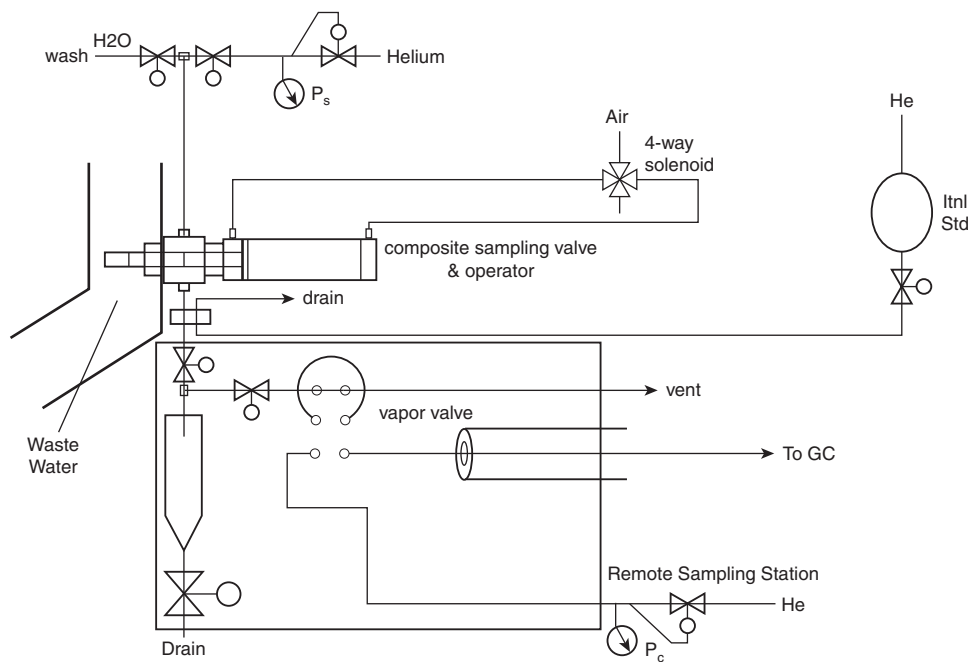 H2O
wash
Helium
Ps
Air
He
4-way
solenoid
Itnl
Std
composite sampling valve
& operator
drain
vent
vapor valve
Waste
Water
To GC
Remote Sampling Station
He
Pc
Drain